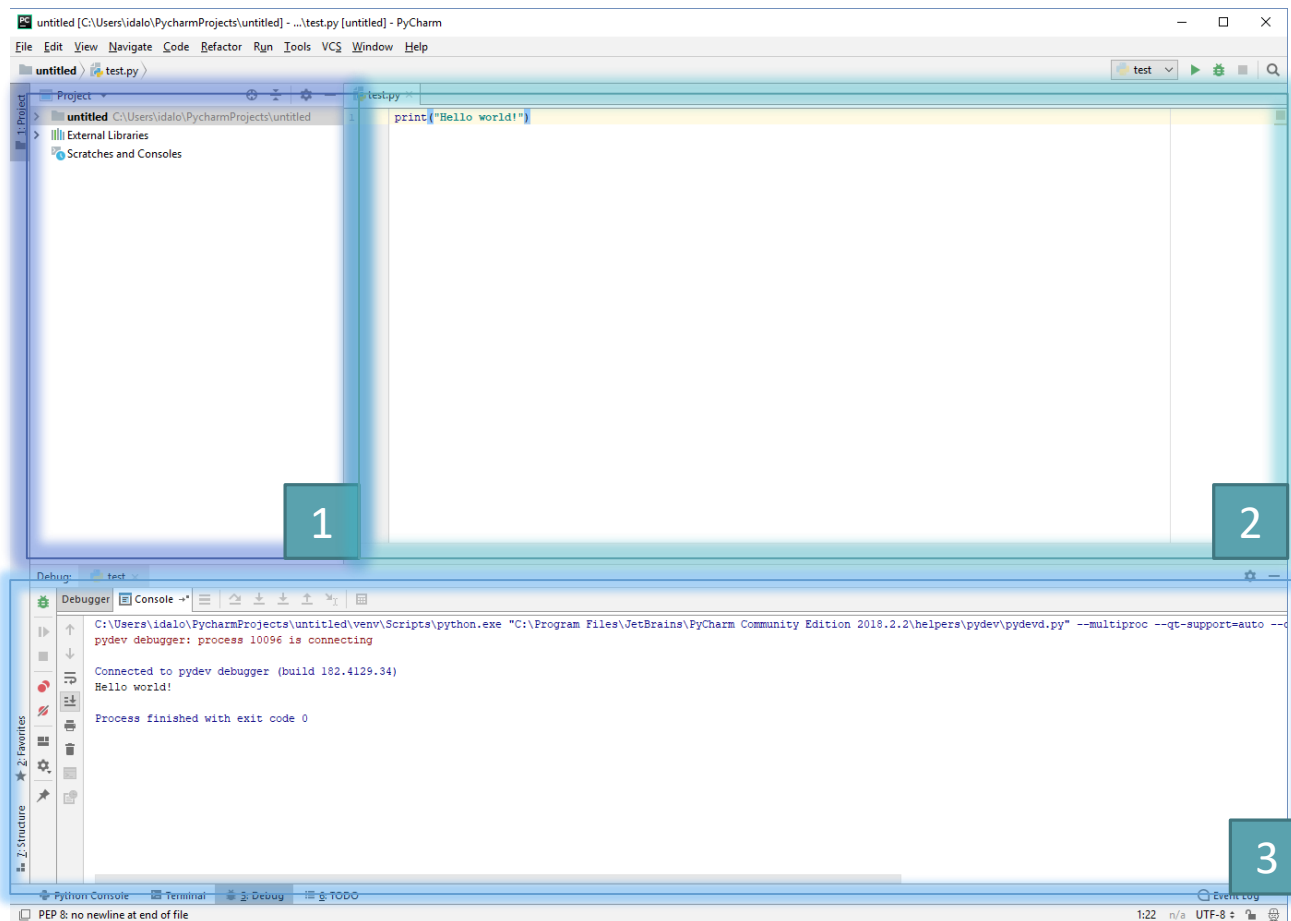 untitled [C:\Users\idalo\PycharmProjects\untitled] - ...\test.py [untitled] - PyCharm
File Edit View Navigate Code Refactor Run Tools VCS Window Help
untitled test.py test
1: Project
Project
test.py
untitled C:\Users\idalo\PycharmProjects\untitled
1 print("Hello world!")
External Libraries
Scratches and Consoles
1
2
Debug: test
Debugger Console
C:\Users\idalo\PycharmProjects\untitled\venv\Scripts\python.exe "C:\Program Files\JetBrains\PyCharm Community Edition 2018.2.2\helpers\pydev\pydevd.py" --multiproc --qt-support=auto
pydev debugger: process 10096 is connecting
Connected to pydev debugger (build 182.4129.34)
Hello world!
Process finished with exit code 0
2: Favorites
7: Structure
3
Python Console Terminal 3: Debug 6: TODO Event Log
PEP 8: no newline at end of file 1:22 n/a UTF-8